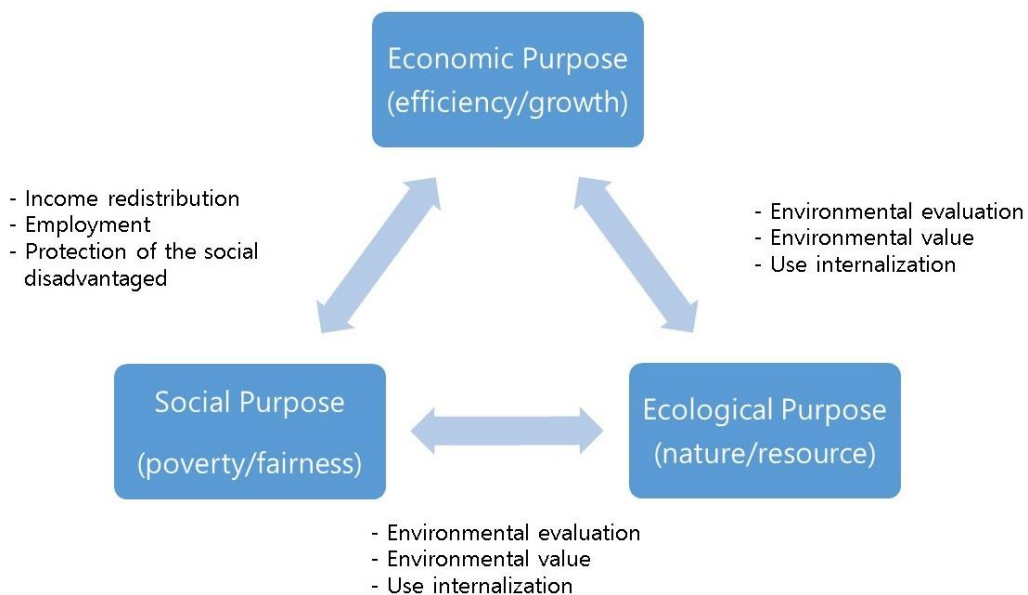 Economic Purpose
(efficiency/growth)
- Income redistribution
- Employment
- Protection of the social
disadvantaged
- Environmental evaluation
- Environmental value
- Use internalization
Social Purpose
(poverty/fairness)
Ecological Purpose
(nature/resource)
- Environmental evaluation
- Environmental value
- Use internalization